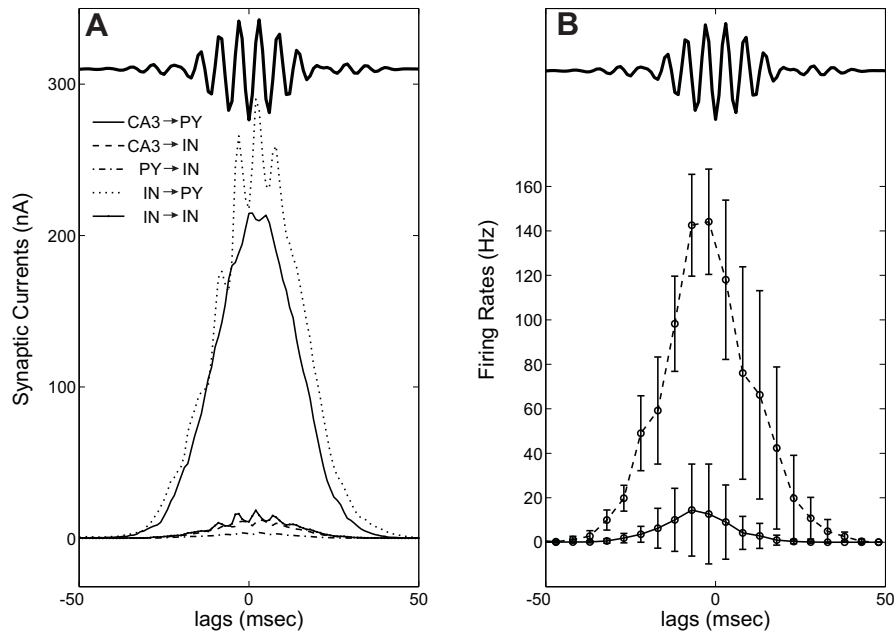 A
300
CA3→PY
CA3→IN
PY→IN
IN→PY
IN→IN
200
100
0
Synaptic Currents (nA)
-50
0
50
lags (msec)
B
160
140
120
100
80
60
40
20
0
Firing Rates (Hz)
-50
0
50
lags (msec)